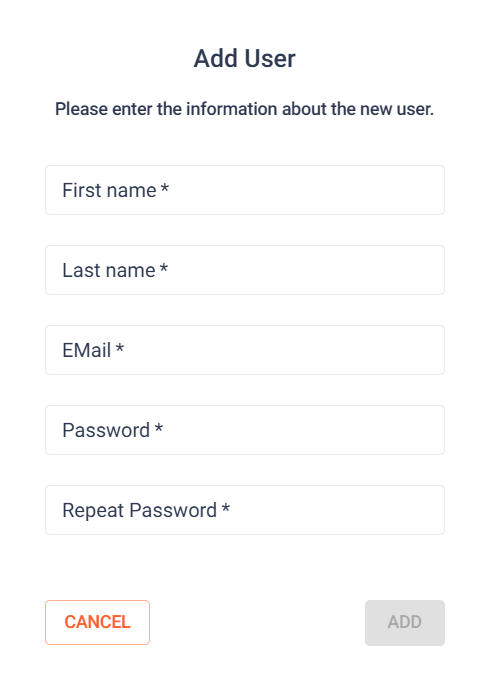 Add User
Please enter the information about the new user.
First name *
Last name *
EMail *
Password *
Repeat Password *
CANCEL
ADD